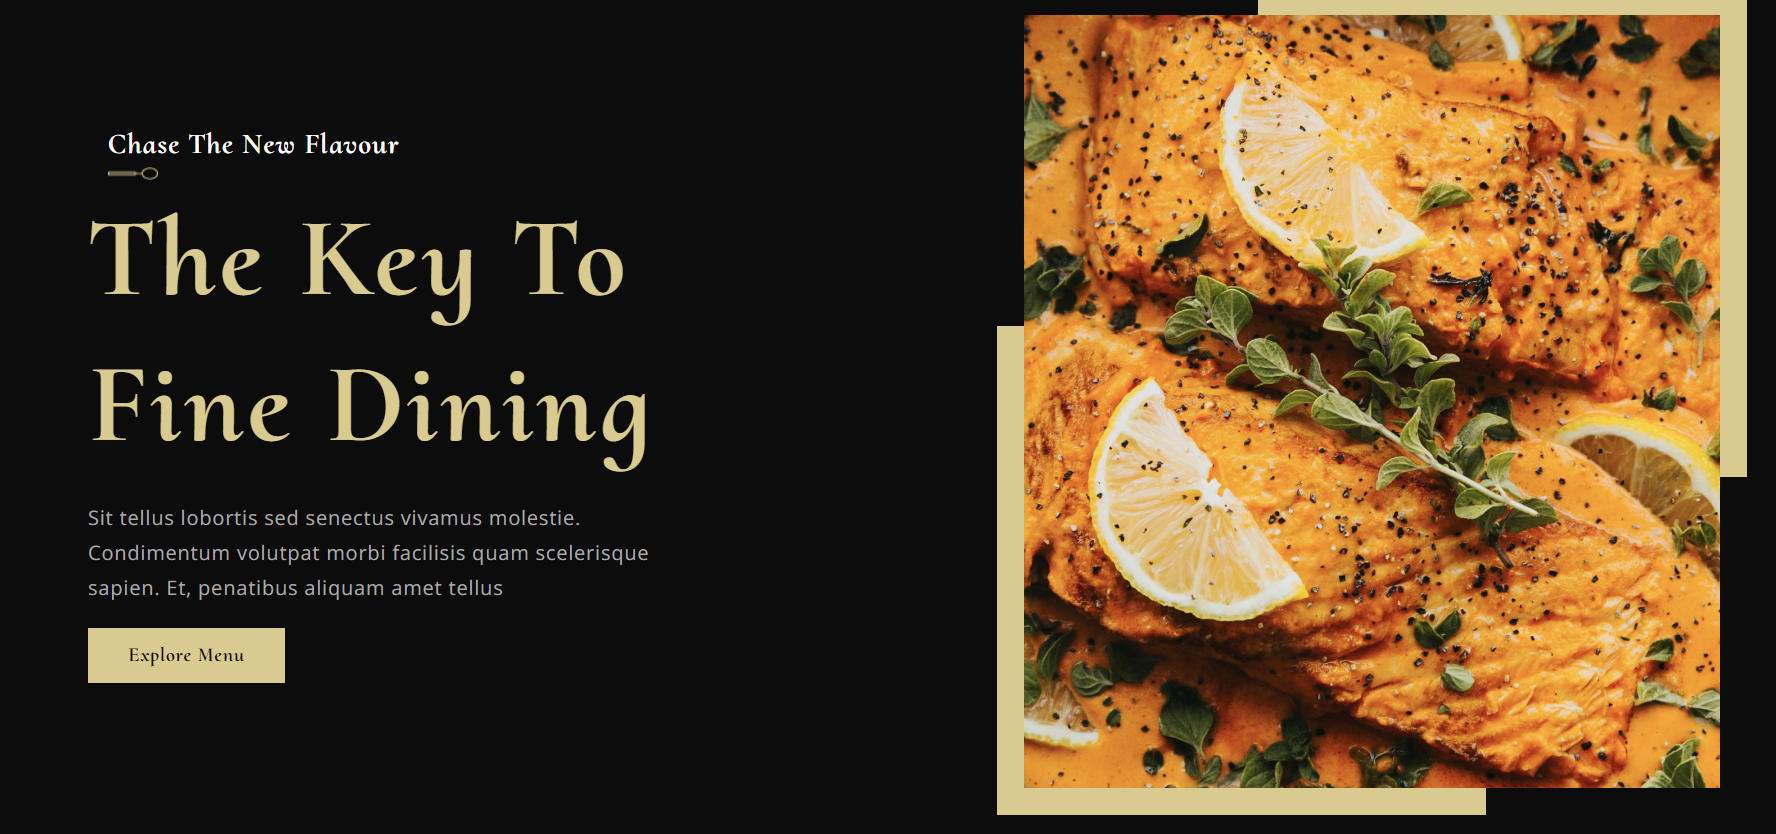 Chase The New Flavour
The Key To
Fine Dining
Sit tellus lobortis sed senectus vivamus molestie.
Condimentum volutpat morbi facilisis quam scelerisque
sapien. Et, penatibus aliquam amet tellus
Explore Menu